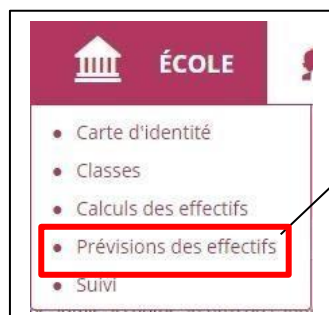 ÉCOLE
Carte d'identité
Classes
Calculs des effectifs
Prévisions des effectifs
Suivi